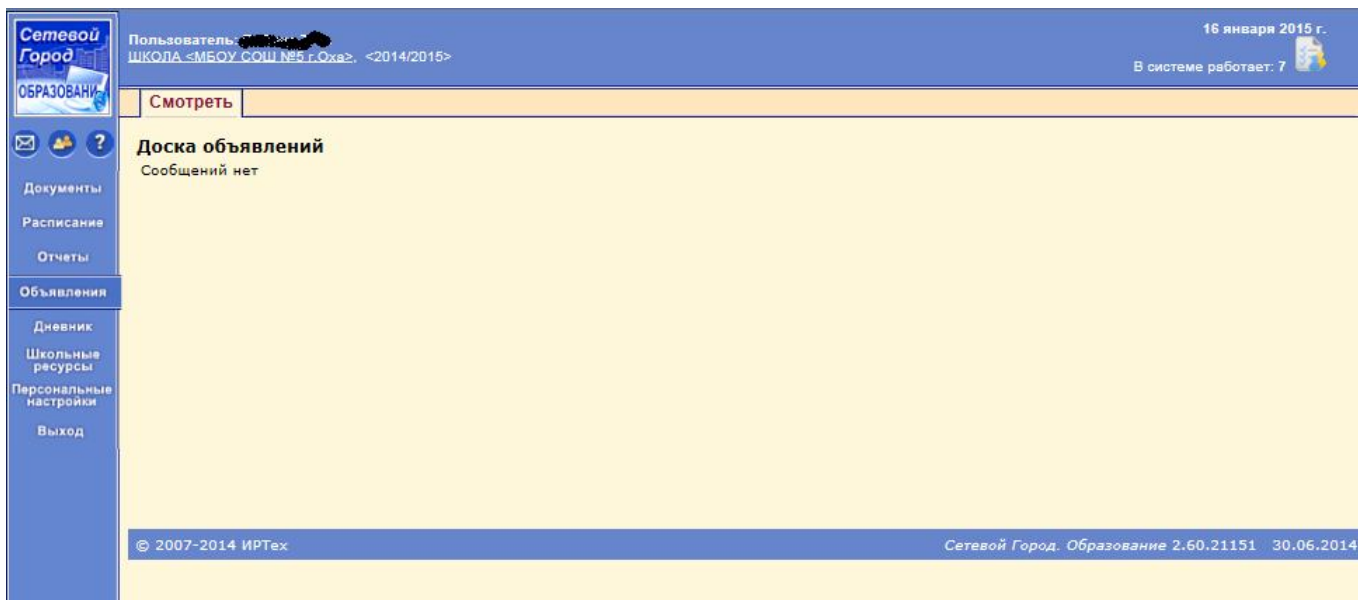 Сетевой
Город
ОБРАЗОВАНИ
Пользователь:
ШКОЛА <МБОУ СОШ №5 г.Оха>, <2014/2015>
16 января 2015 г.
В системе работает: 7
Смотреть
?
Доска объявлений
Сообщений нет
Документы
Расписание
Отчеты
Объявления
Дневник
Школьные
ресурсы
Персональные
настройки
Выход
© 2007-2014 ИРТех
Сетевой Город. Образование 2.60.21151 30.06.2014